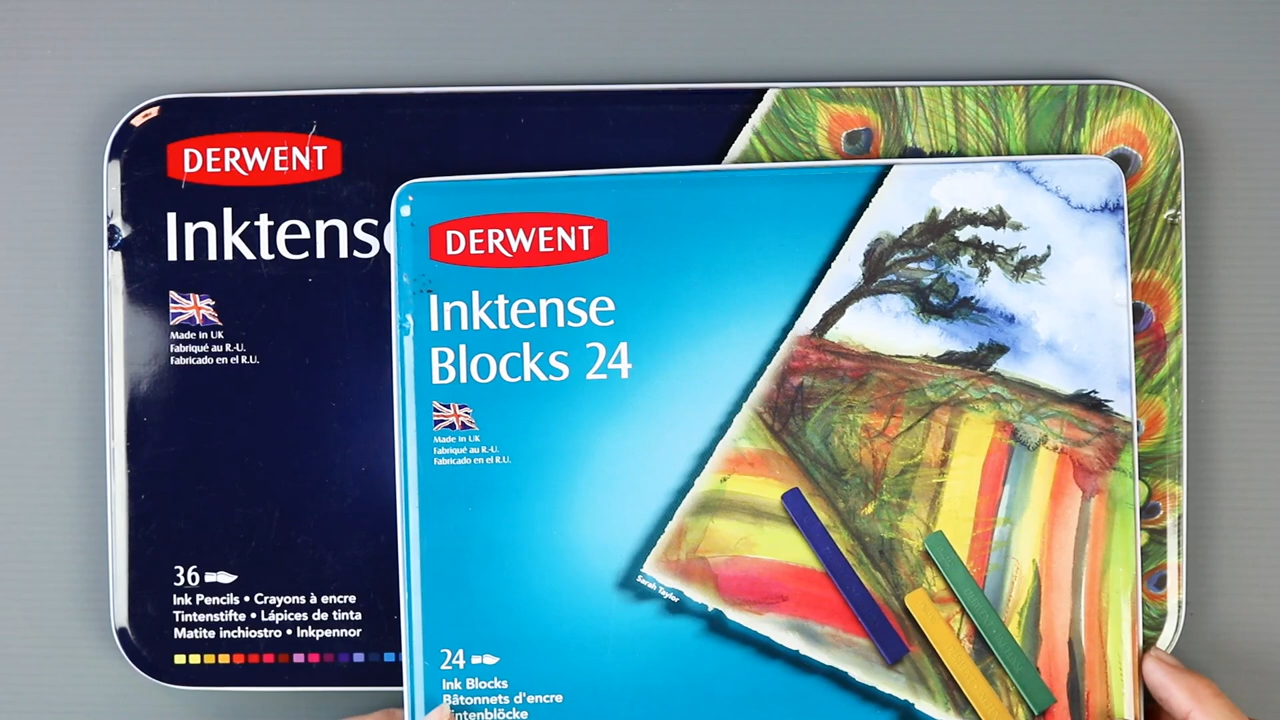 DERWENT
Inktense
Made in UK
Fabriqué au R.-U.
Fabricado en el R.U.
36
Ink Pencils • Crayons à encre
Tintenstifte • Lápices de tinta
Matite inchiostro • Inkpennor
DERWENT
Inktense
Blocks 24
Made in UK
Fabriqué au R.-U.
Fabricado en el R.U.
Sarah Taylor
24
Ink Blocks
Bâtonnets d'encre
Tintenblöcke